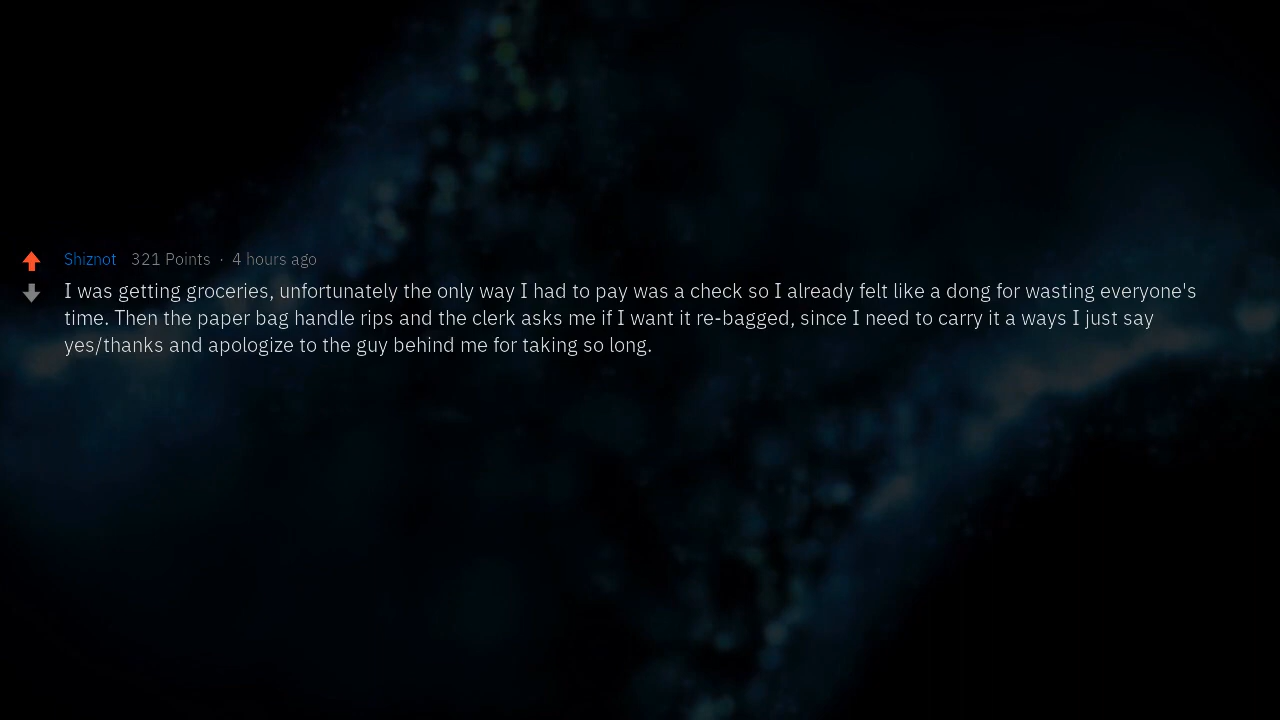 Shiznot 321 Points · 4 hours ago
I was getting groceries, unfortunately the only way I had to pay was a check so I already felt like a dong for wasting everyone's
time. Then the paper bag handle rips and the clerk asks me if I want it re-bagged, since I need to carry it a ways I just say
yes/thanks and apologize to the guy behind me for taking so long.